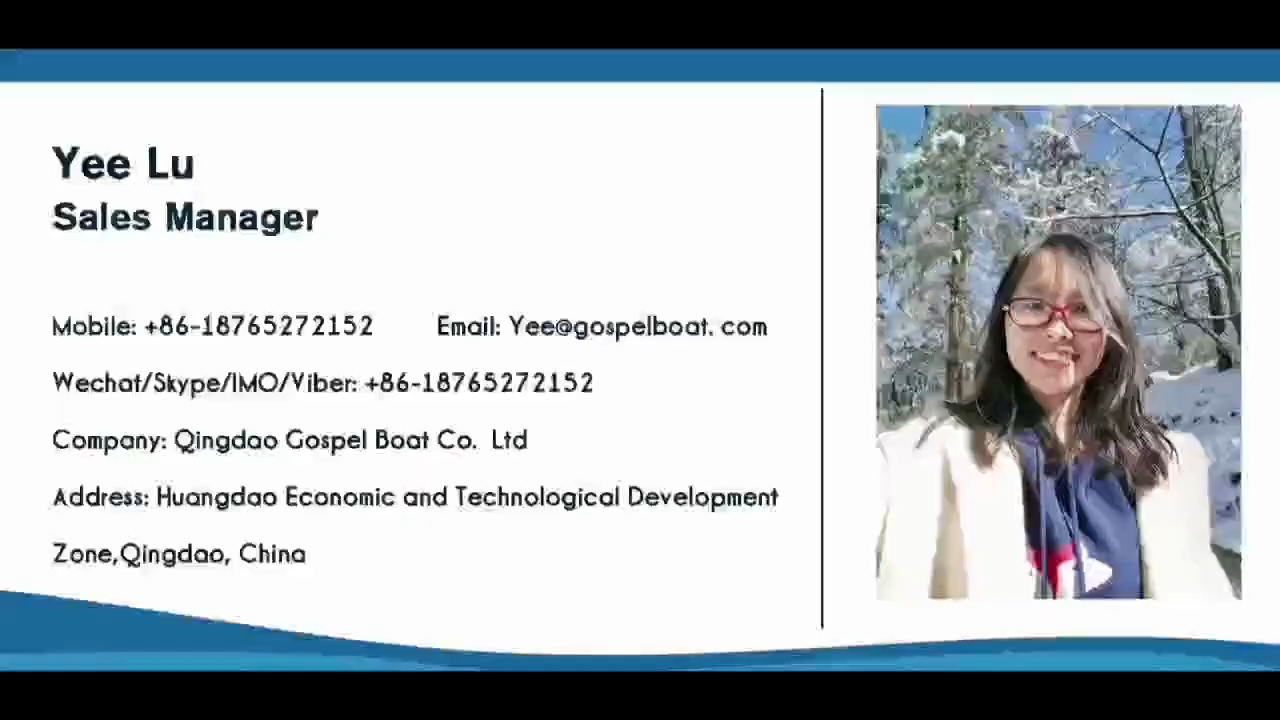 Yee Lu
Sales Manager
Mobile: +86-18765272152 Email: Yee@gospelboat. com
Wechat/Skype/IMO/Viber: +86-18765272152
Company: Qingdao Gospel Boat Co. Ltd
Address: Huangdao Economic and Technological Development
Zone,Qingdao, China